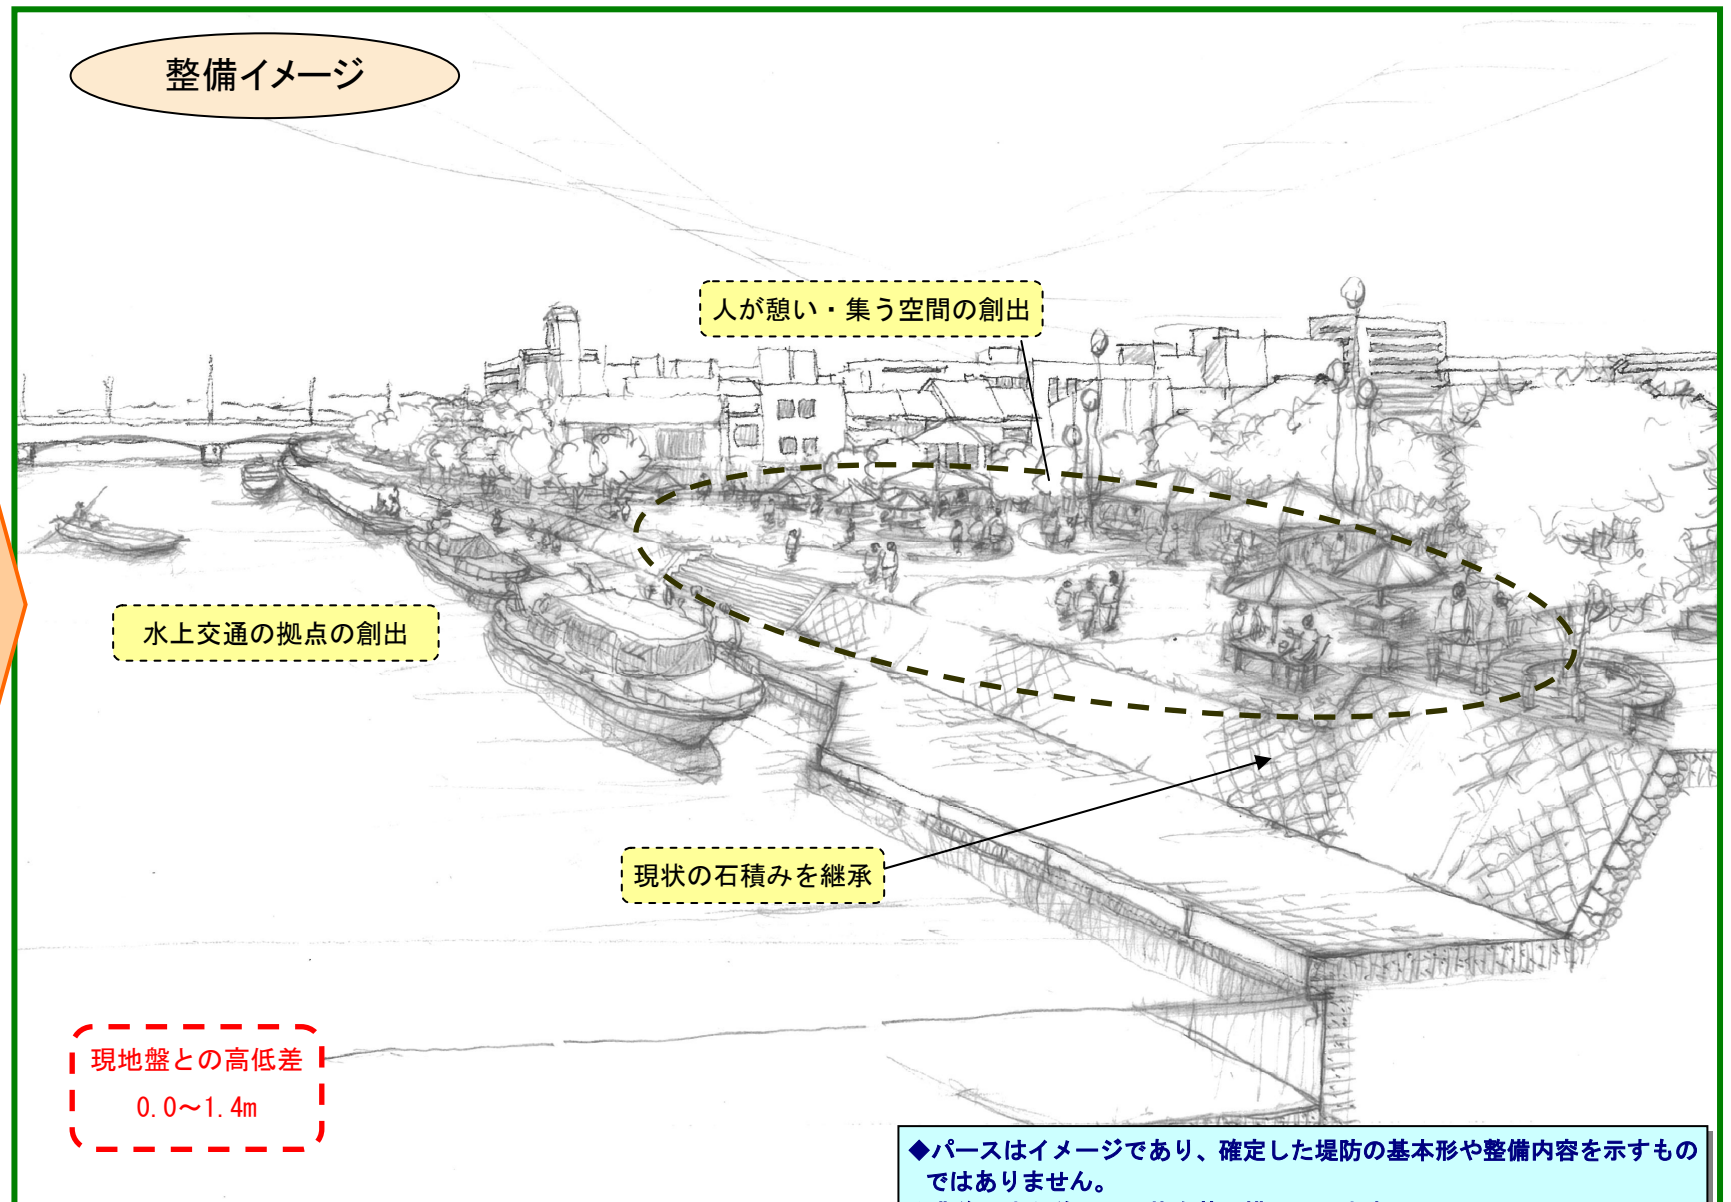 整備イメージ
人が憩い・集う空間の創出
水上交通の拠点の創出
現状の石積みを継承
現地盤との高低差
0.0～1.4m
◆パースはイメージであり、確定した堤防の基本形や整備内容を示すもの
ではありません。